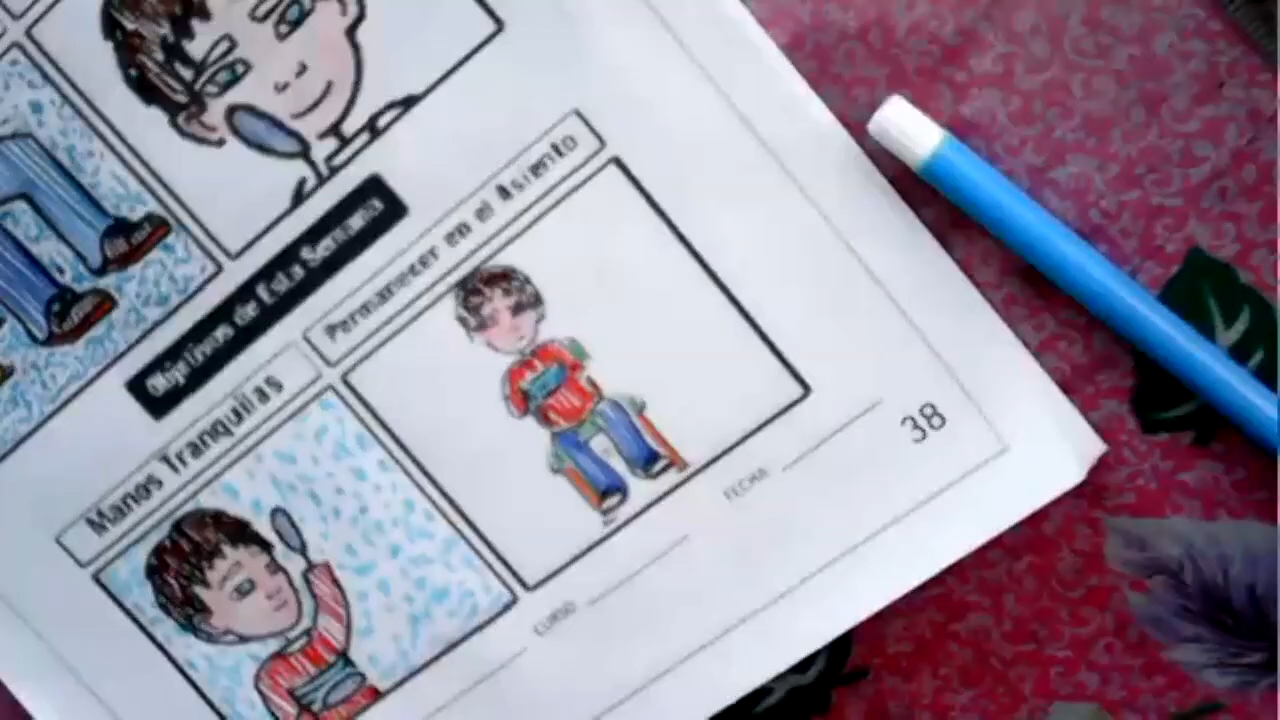 Objetivos de Esta Semana
Manos Tranquilas
Permanecer en el Asiento
CURSO
FECHA
38